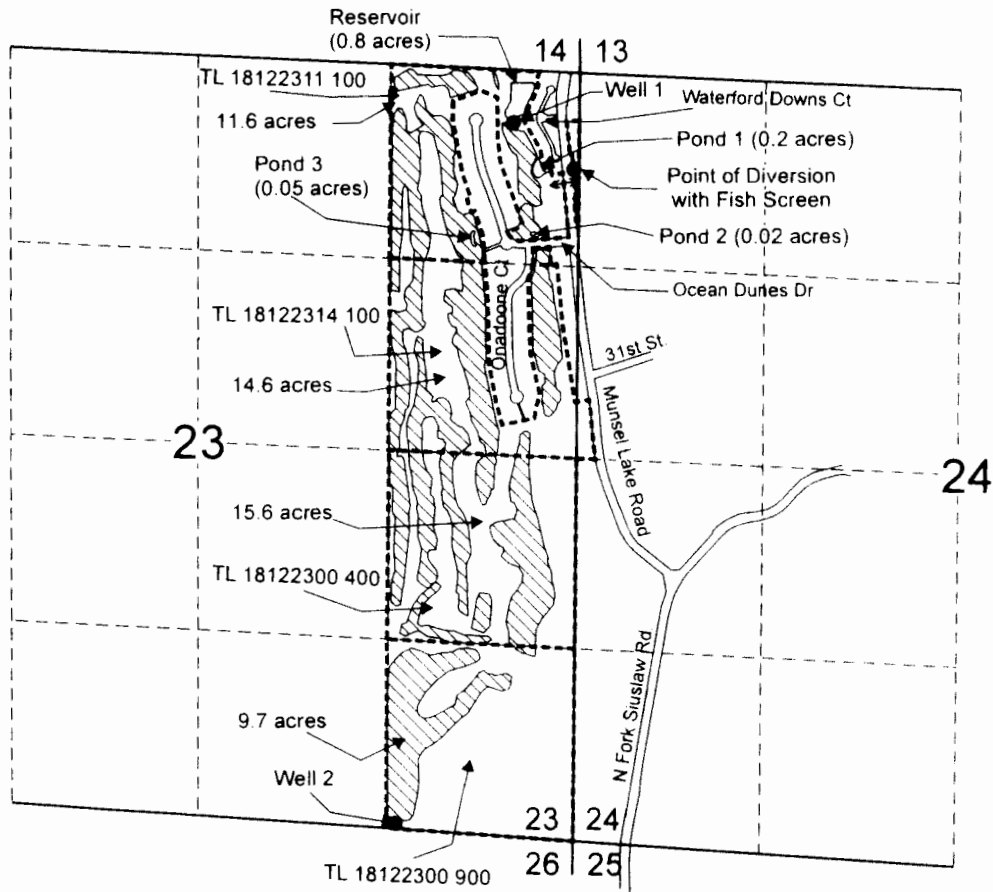 Reservoir
(0.8 acres)
14 13
TL 18122311 100
Well 1
Waterford Downs Ct
11.6 acres
Pond 1 (0.2 acres)
Pond 3
(0.05 acres)
Point of Diversion
with Fish Screen
Pond 2 (0.02 acres)
Onadoone Ct
Ocean Dunes Dr
TL 18122314 100
31st St.
14.6 acres
Munsel Lake Road
23
24
15.6 acres
TL 18122300 400
N Fork Siuslaw Rd
9.7 acres
Well 2
23 24
26 25
TL 18122300 900